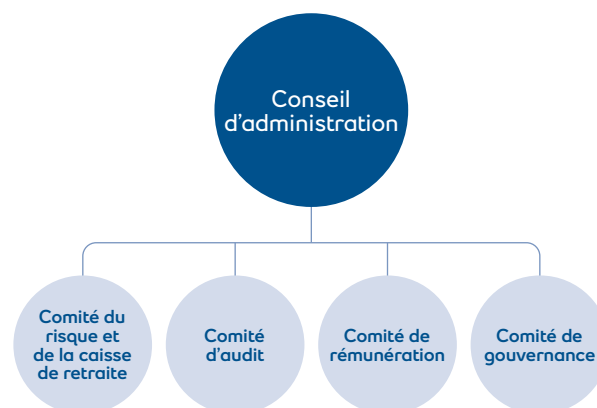 Conseil
d'administration
Comité du
risque et
de la caisse
de retraite
Comité
d'audit
Comité de
rémunération
Comité de
gouvernance